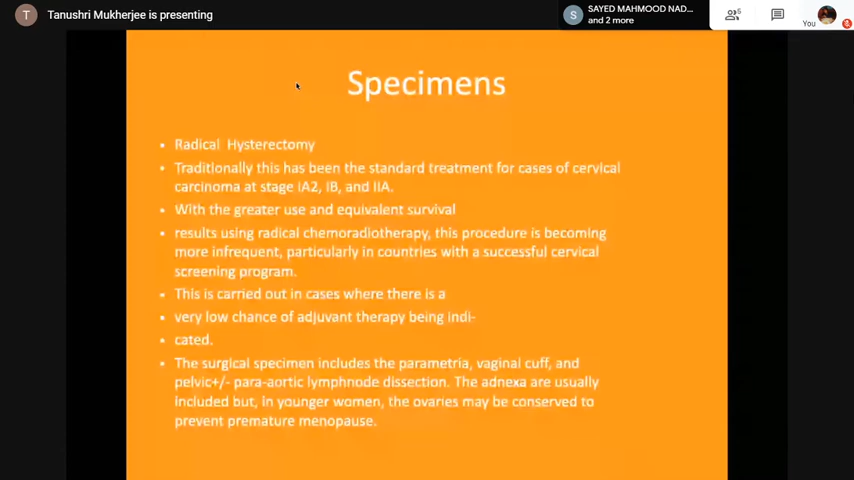 T Tanushri Mukherjee is presenting
S SAYED MAHMOOD NAD...
and 2 more
6
You
Specimens
• Radical Hysterectomy
• Traditionally this has been the standard treatment for cases of cervical
carcinoma at stage IA2, IB, and IIA.
• With the greater use and equivalent survival
• results using radical chemoradiotherapy, this procedure is becoming
more infrequent, particularly in countries with a successful cervical
screening program.
• This is carried out in cases where there is a
• very low chance of adjuvant therapy being indi-
• cated.
• The surgical specimen includes the parametria, vaginal cuff, and
pelvic+/- para-aortic lymphnode dissection. The adnexa are usually
included but, in younger women, the ovaries may be conserved to
prevent premature menopause.